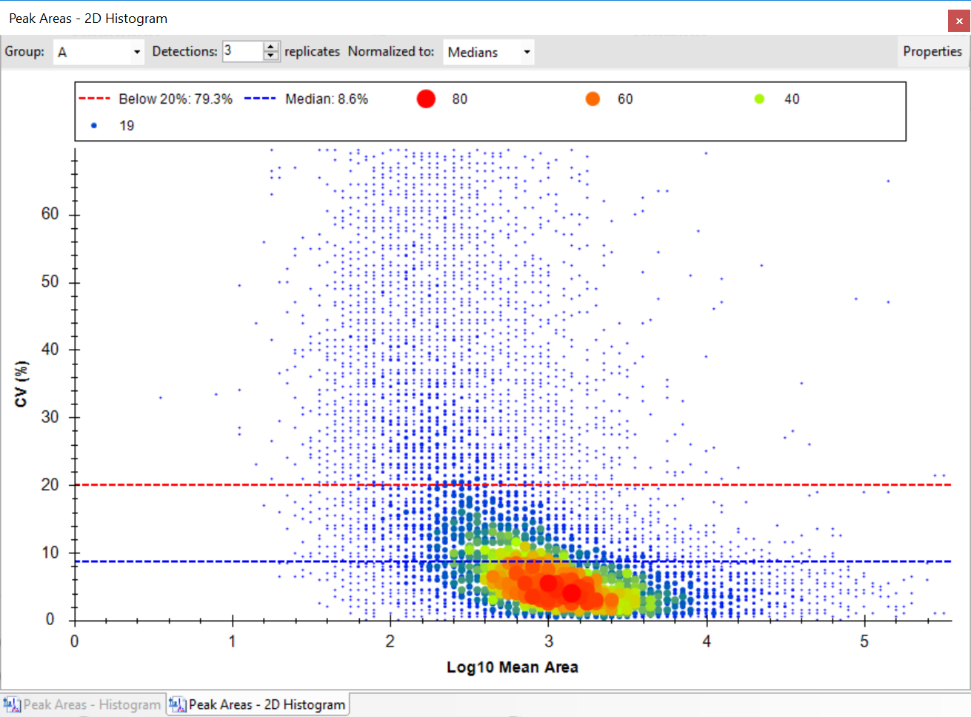 Peak Areas - 2D Histogram
Group: A Detections: 3 replicates Normalized to: Medians Properties
Below 20%: 79.3% Median: 8.6% 80 60 40
19
60
50
40
30
20
10
0
CV (%)
0 1 2 3 4 5
Log10 Mean Area
Peak Areas - Histogram Peak Areas - 2D Histogram